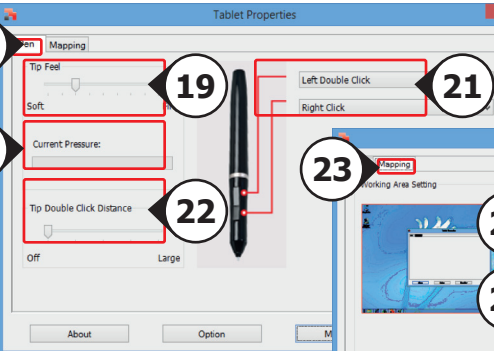 Tablet Properties
Mapping
Tip Feel
19
Left Double Click
21
Soft
Right Click
Current Pressure:
23
Mapping
Working Area Setting
Tip Double Click Distance
22
Off
Large
About
Option